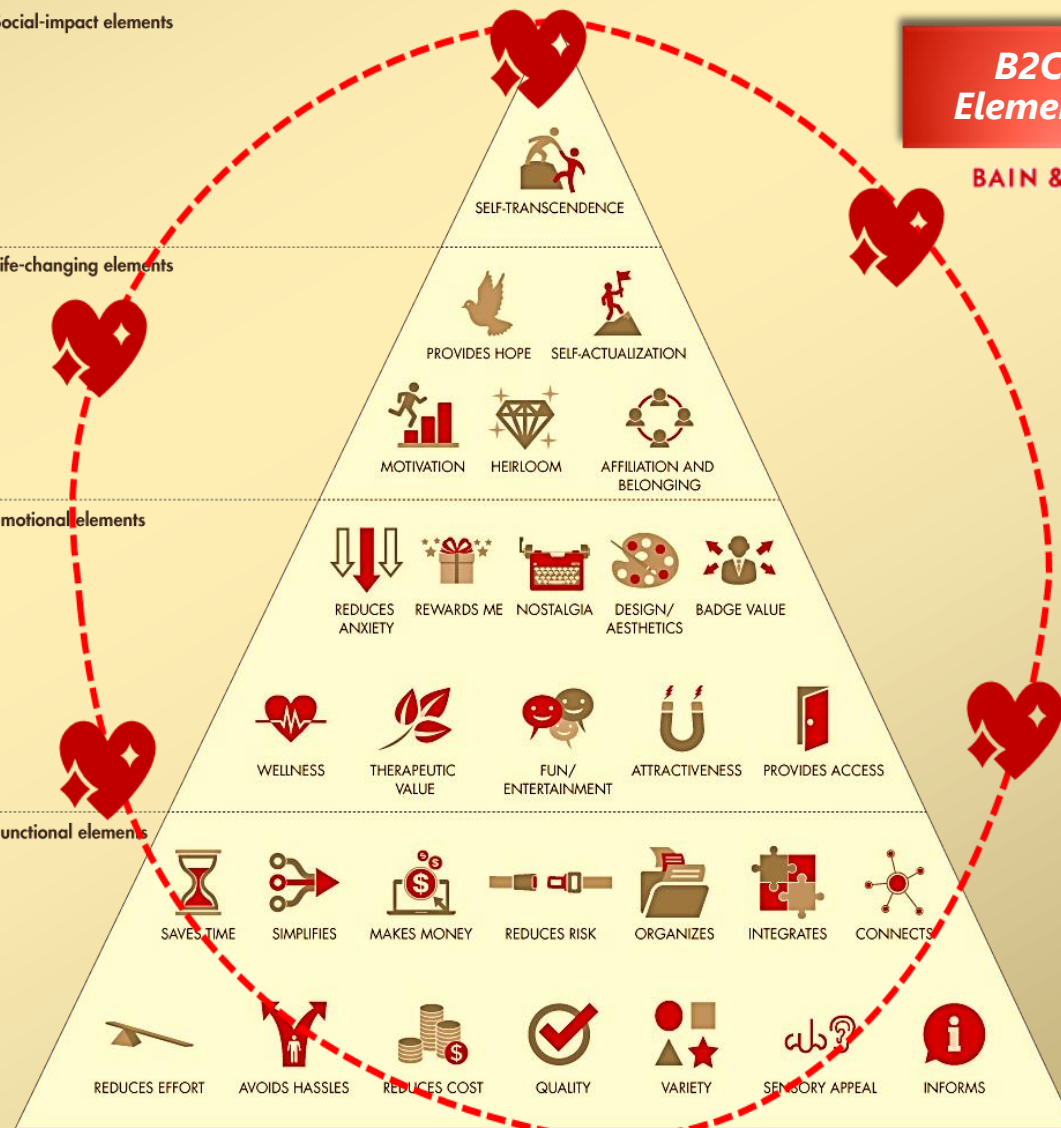 Social-impact elements
B2C
Eleme
BAIN &
SELF-TRANSCENDENCE
ife-changing elements
PROVIDES HOPE SELF-ACTUALIZATION
MOTIVATION HEIRLOOM AFFILIATION AND
BELONGING
motional elements
REDUCES REWARDS ME NOSTALGIA DESIGN/ BADGE VALUE
ANXIETY AESTHETICS
WELLNESS THERAPEUTIC FUN/ ATTRACTIVENESS PROVIDES ACCESS
VALUE ENTERTAINMENT
unctional elements
SAVES TIME SIMPLIFIES MAKES MONEY REDUCES RISK ORGANIZES INTEGRATES CONNECTS
REDUCES EFFORT AVOIDS HASSLES REDUCES COST QUALITY VARIETY SENSORY APPEAL INFORMS